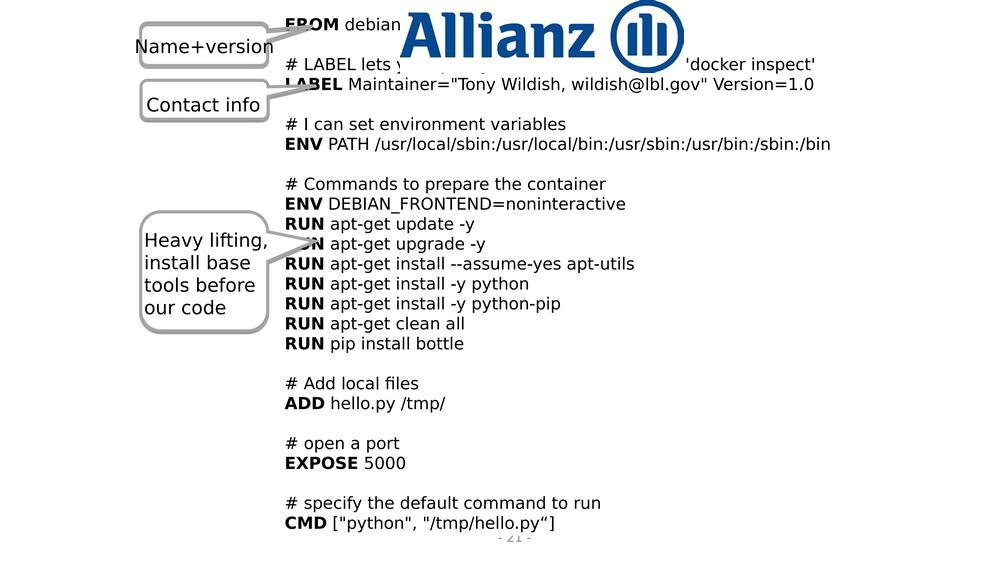 FROM debian
Allianz
Name+version
# LABEL lets 'docker inspect'
LABEL Maintainer="Tony Wildish, wildish@lbl.gov" Version=1.0
Contact info
# I can set environment variables
ENV PATH /usr/local/sbin:/usr/local/bin:/usr/sbin:/usr/bin:/sbin:/bin
# Commands to prepare the container
ENV DEBIAN_FRONTEND=noninteractive
RUN apt-get update -y
RUN apt-get upgrade -y
Heavy lifting,
install base
tools before
our code
RUN apt-get install --assume-yes apt-utils
RUN apt-get install -y python
RUN apt-get install -y python-pip
RUN apt-get clean all
RUN pip install bottle
# Add local files
ADD hello.py /tmp/
# open a port
EXPOSE 5000
# specify the default command to run
CMD ["python", "/tmp/hello.py“]
- 21 -